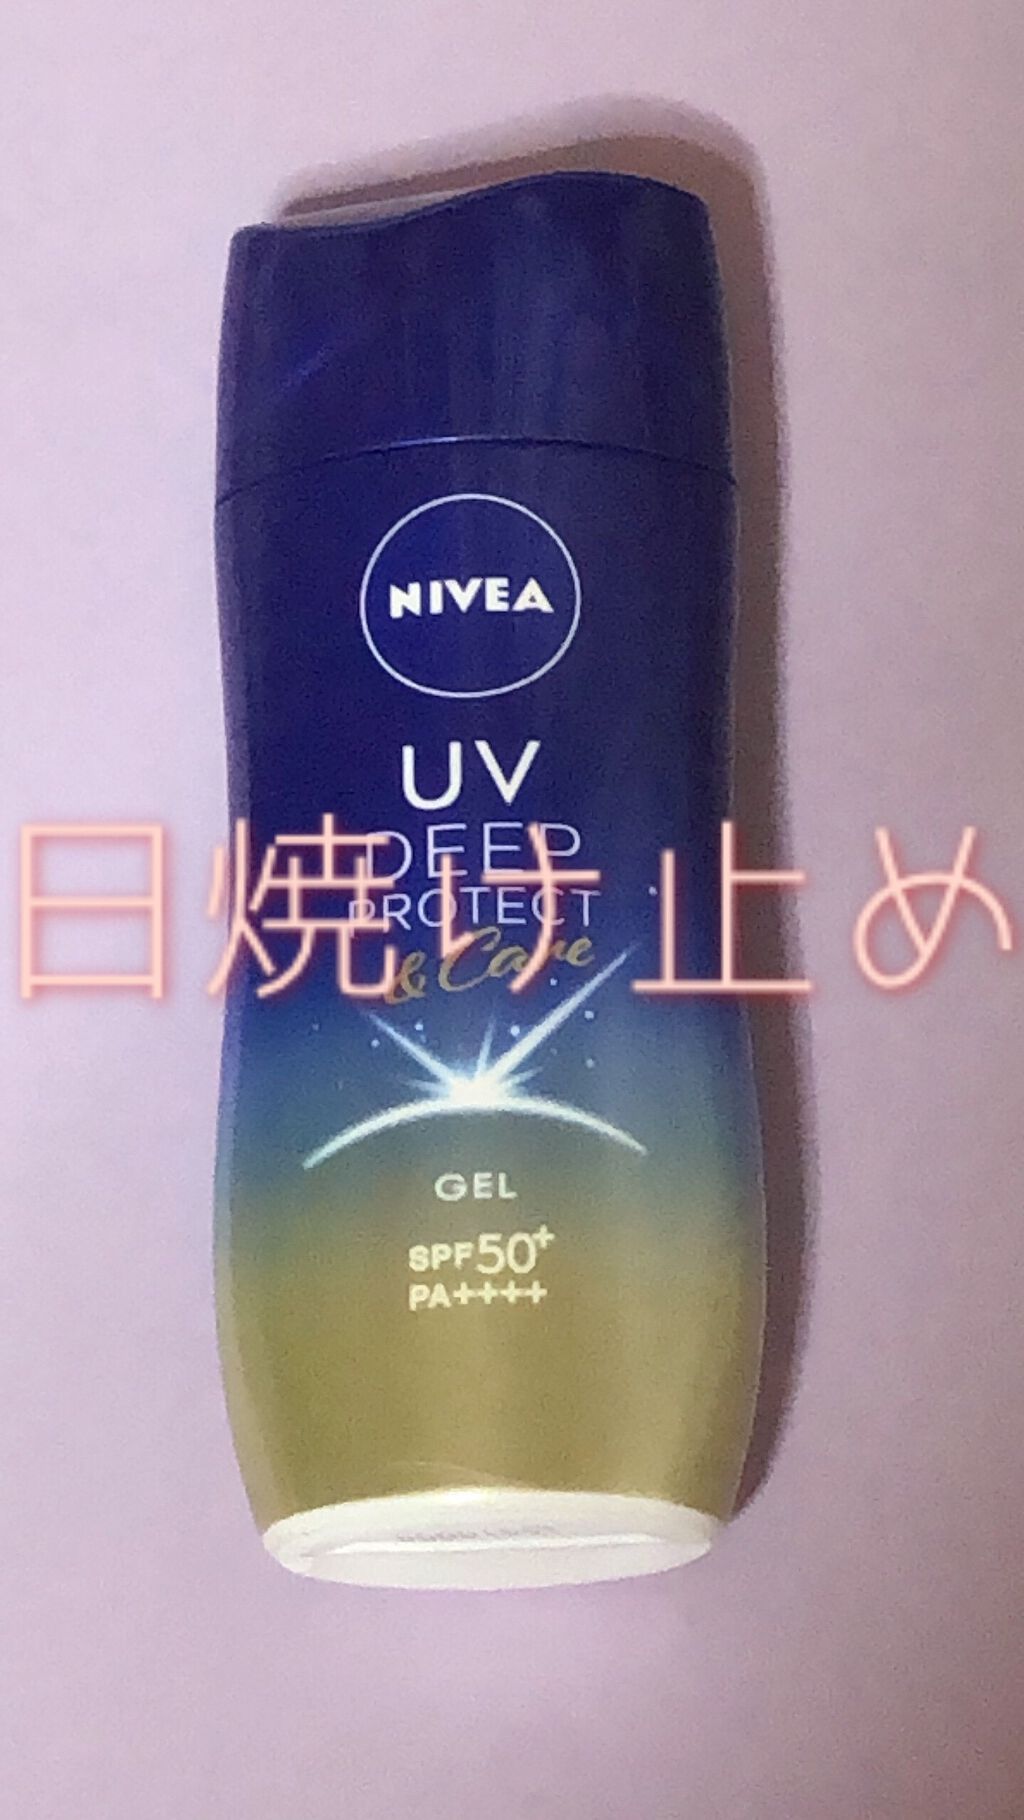 NIVEA
UV
DEEP
PROTECT
& Care
日焼け止め
GEL
SPF50+
PA++++